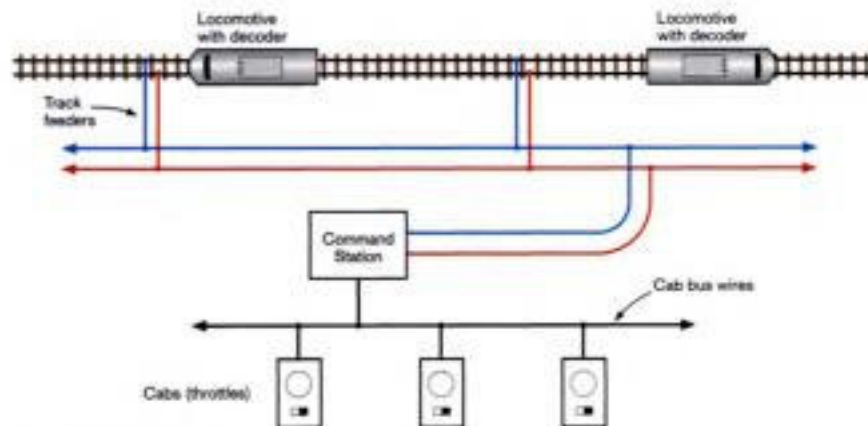 Locomotive
with decoder
Locomotive
with decoder
Track
feeders
Command
Station
Cab bus wires
Cabs (throttles)